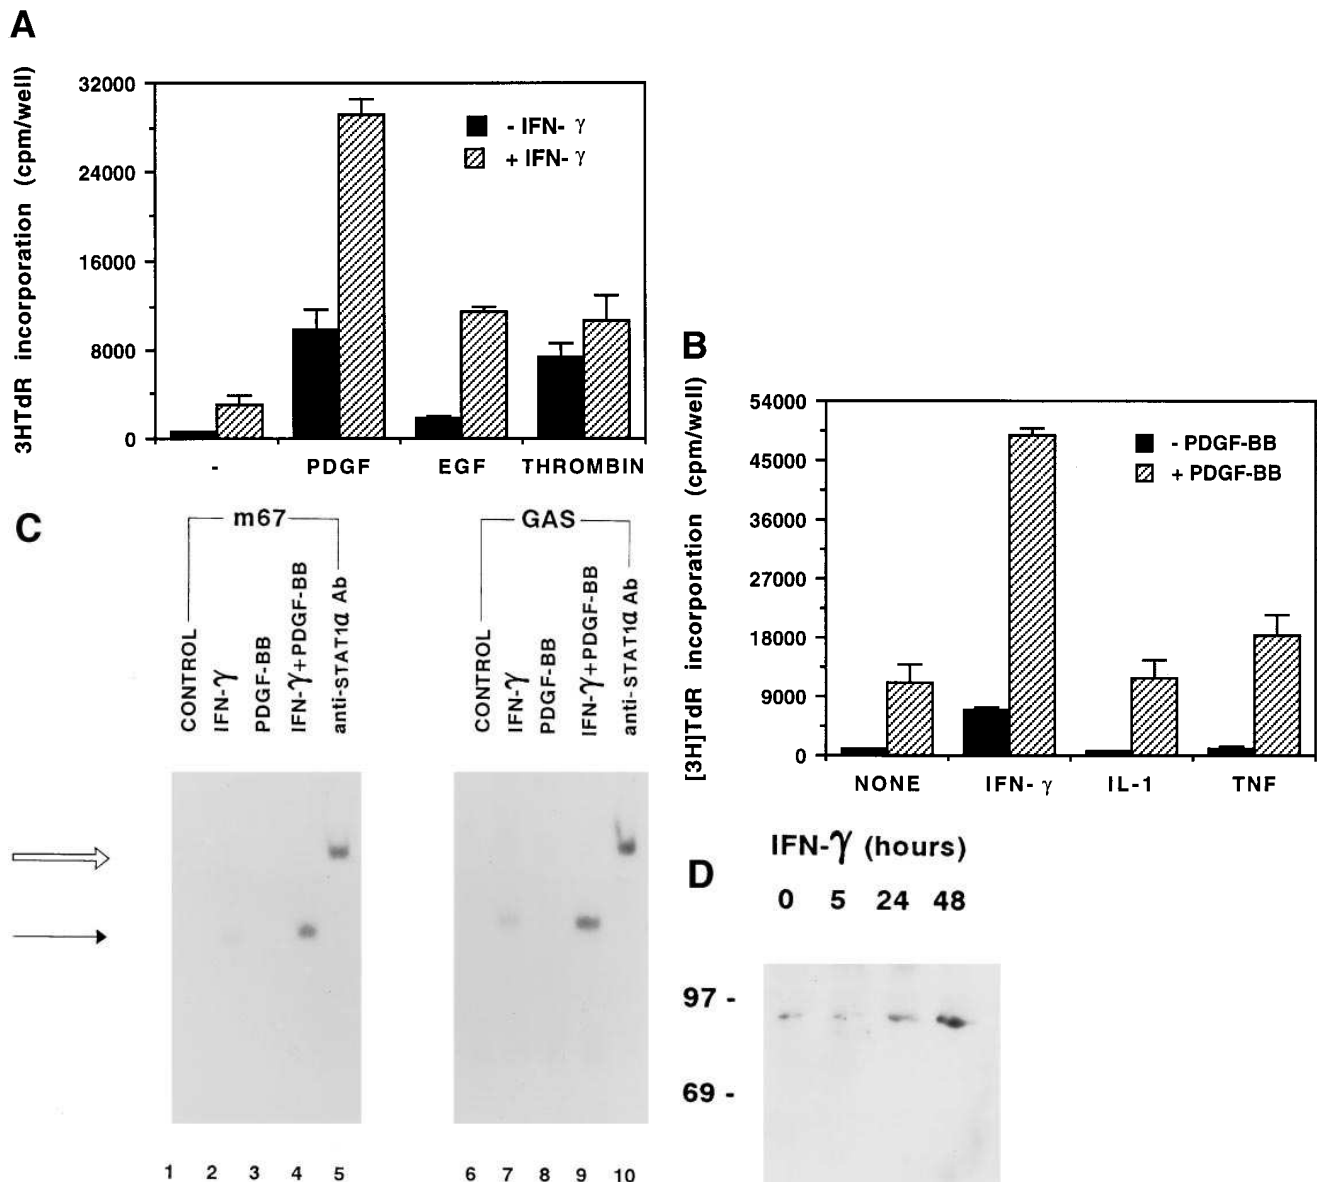 A
3HTdR incorporation (cpm/well)
32000
24000
16000
8000
0
- IFN- γ
+ IFN- γ
-
PDGF
EGF
THROMBIN
B
[3H]TdR incorporation (cpm/well)
54000
45000
36000
27000
18000
9000
0
- PDGF-BB
+ PDGF-BB
NONE
IFN- γ
IL-1
TNF
C
m67
CONTROL
IFN-γ
PDGF-BB
IFN-γ+PDGF-BB
anti-STAT1α Ab
GAS
CONTROL
IFN-γ
PDGF-BB
IFN-γ+PDGF-BB
anti-STAT1α Ab
1 2 3 4 5
6 7 8 9 10
D
IFN-γ (hours)
0 5 24 48
97 -
69 -